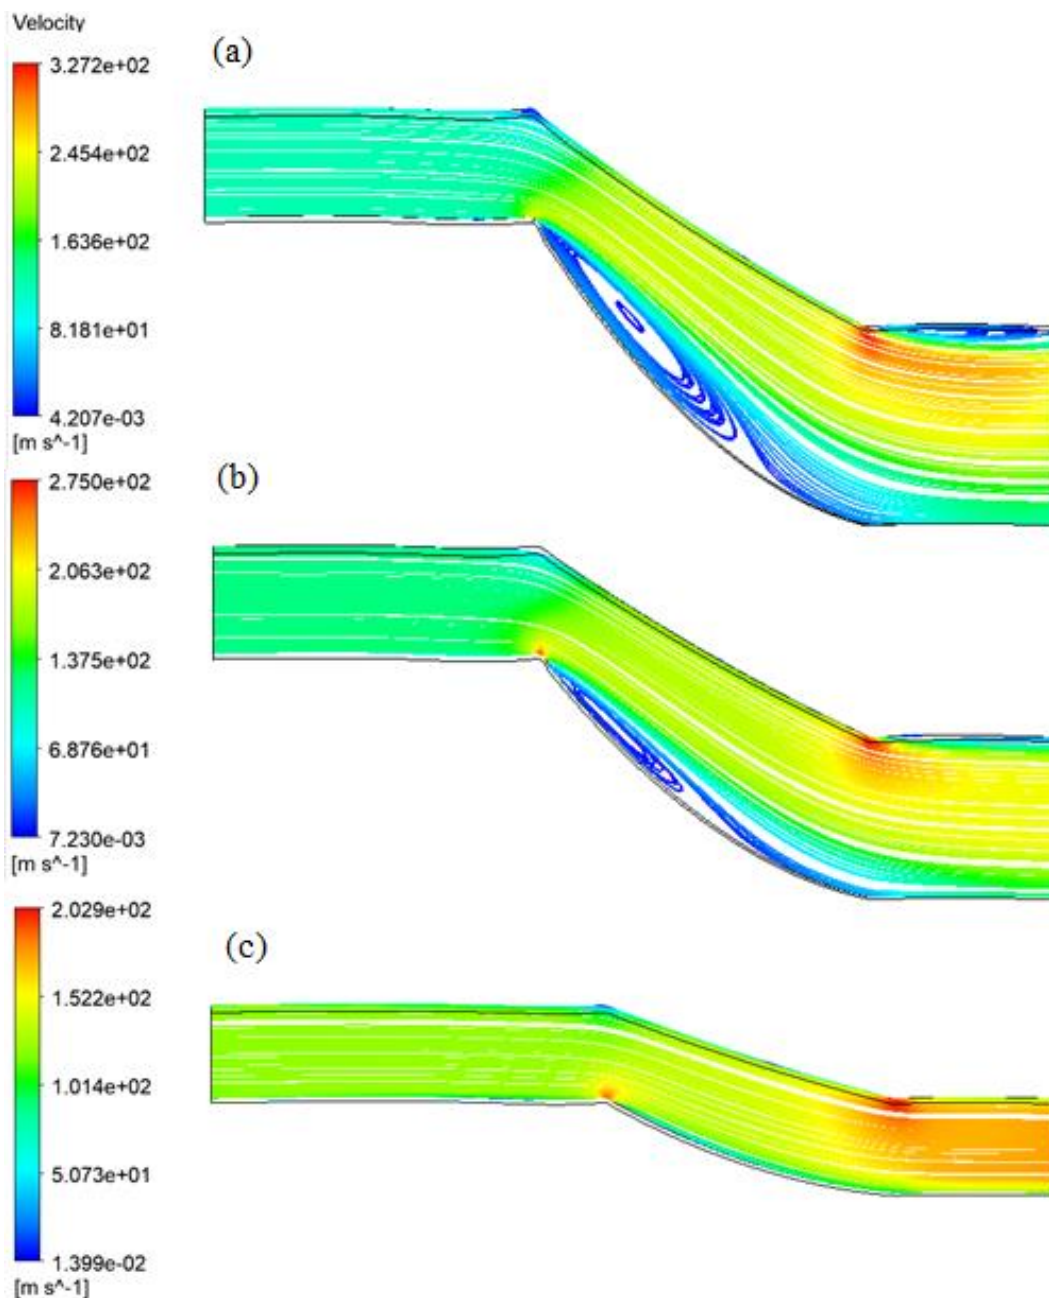 Velocity
(a)
3.272e+02
2.454e+02
1.636e+02
8.181e+01
4.207e-03
[m s^-1]
(b)
2.750e+02
2.063e+02
1.375e+02
6.876e+01
7.230e-03
[m s^-1]
(c)
2.029e+02
1.522e+02
1.014e+02
5.073e+01
1.399e-02
[m s^-1]